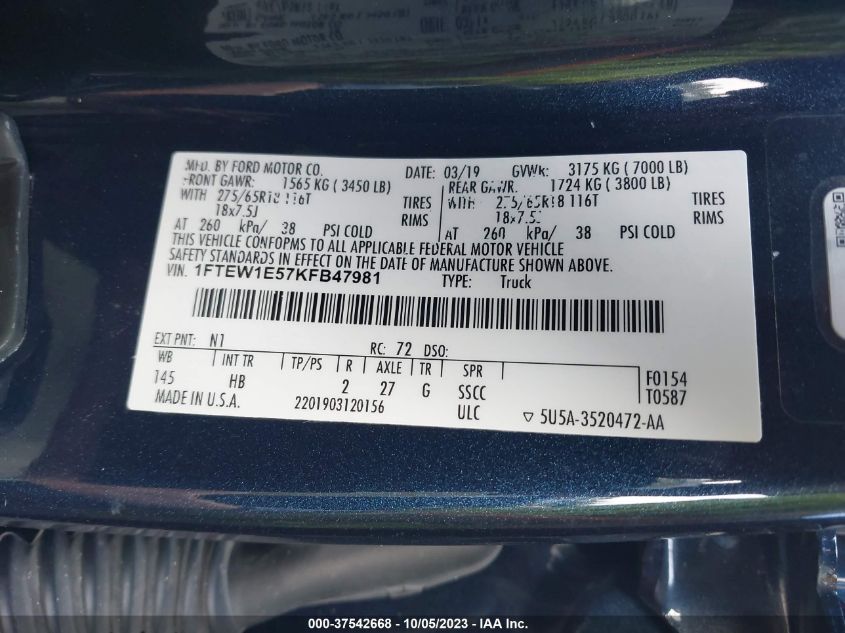 MFD. BY FORD MOTOR CO. DATE: 03/19 GVWR: 3175 KG ( 7000 LB)
FRONT GAWR: 1565 KG ( 3450 LB) REAR GAWR: 1724 KG ( 3800 LB)
WITH 275/65R18 116T TIRES WITH 275/65R18 116T TIRES
18x7.5J RIMS 18x7.5J RIMS
AT 260 kPa/ 38 PSI COLD AT 260 kPa/ 38 PSI COLD
THIS VEHICLE CONFORMS TO ALL APPLICABLE FEDERAL MOTOR VEHICLE
SAFETY STANDARDS IN EFFECT ON THE DATE OF MANUFACTURE SHOWN ABOVE.
VIN. 1FTEW1E57KFB47981 TYPE: Truck
EXT PNT: N1 RC: 72 DSO:
WB INT TR TP/PS R AXLE TR SPR F0154
145 HB 2 27 G SSCC T0587
MADE IN U.S.A. 2201903120156 ULC ▽ 5U5A-3520472-AA
000-37542668 - 10/05/2023 - IAA Inc.